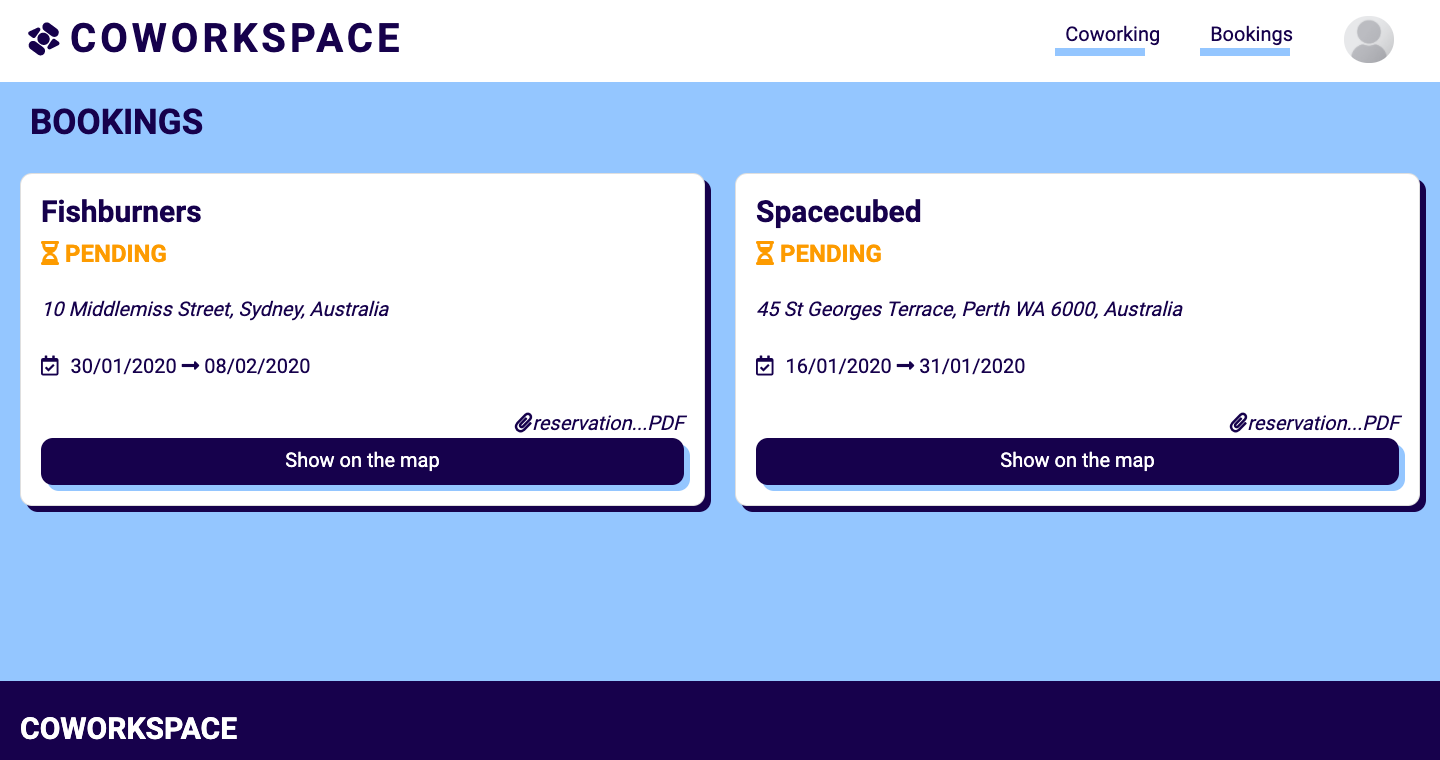 COWORKSPACE
Coworking
Bookings
BOOKINGS
Fishburners
PENDING
10 Middlemiss Street, Sydney, Australia
30/01/2020 → 08/02/2020
reservation...PDF
Show on the map
Spacecubed
PENDING
45 St Georges Terrace, Perth WA 6000, Australia
16/01/2020 → 31/01/2020
reservation...PDF
Show on the map
COWORKSPACE